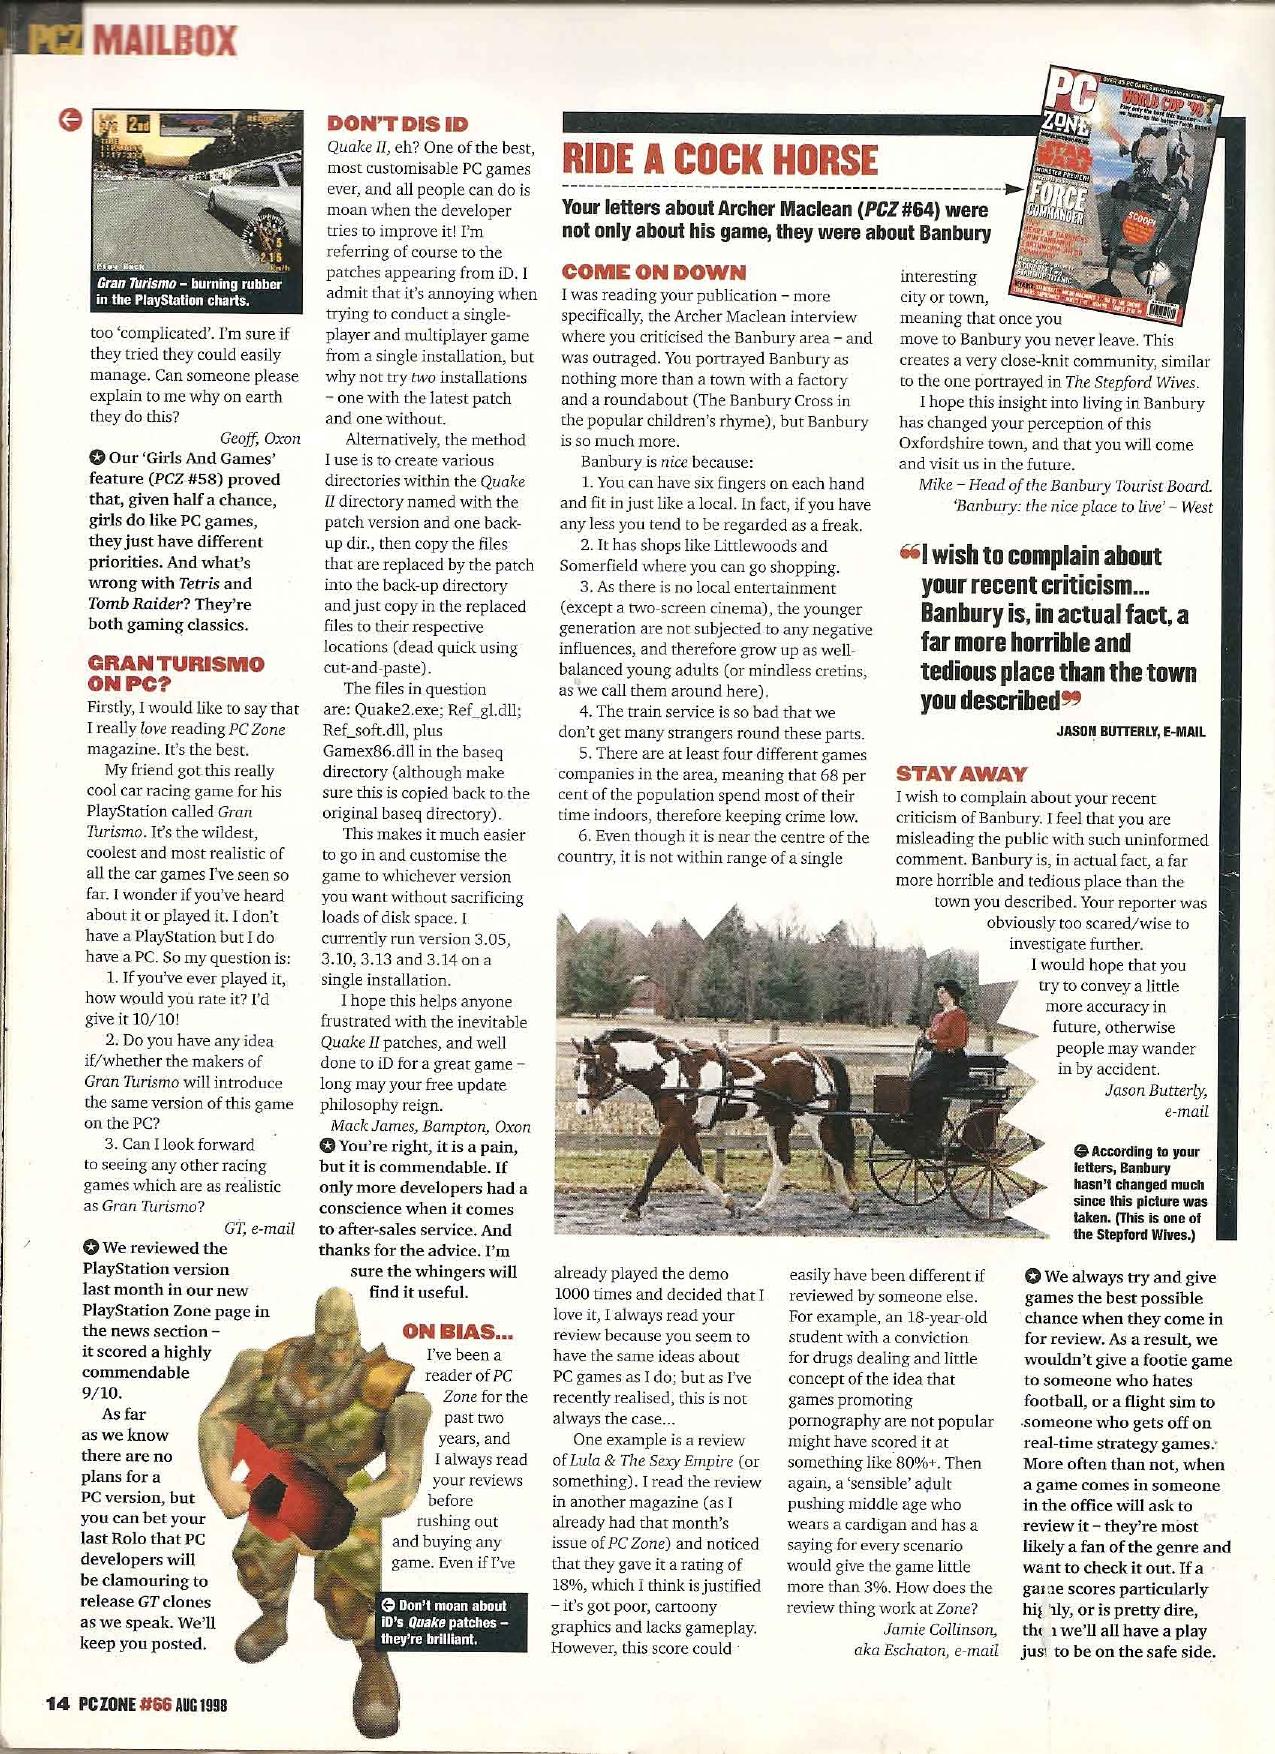 PCZ MAILBOX
Gran Turismo – burning rubber
in the PlayStation charts.
too 'complicated'. I'm sure if
they tried they could easily
manage. Can someone please
explain to me why on earth
they do this?
Geoff, Oxon
Our 'Girls And Games'
feature (PCZ #58) proved
that, given half a chance,
girls do like PC games,
they just have different
priorities. And what's
wrong with Tetris and
Tomb Raider? They're
both gaming classics.
GRAN TURISMO
ON PC?
Firstly, I would like to say that
I really love reading PC Zone
magazine. It's the best.
My friend got this really
cool car racing game for his
PlayStation called Gran
Turismo. It's the wildest,
coolest and most realistic of
all the car games I've seen so
far. I wonder if you've heard
about it or played it. I don't
have a PlayStation but I do
have a PC. So my question is:
1. If you've ever played it,
how would you rate it? I'd
give it 10/10!
2. Do you have any idea
if/whether the makers of
Gran Turismo will introduce
the same version of this game
on the PC?
3. Can I look forward
to seeing any other racing
games which are as realistic
as Gran Turismo?
GT, e-mail
We reviewed the
PlayStation version
last month in our new
PlayStation Zone page in
the news section –
it scored a highly
commendable
9/10.
As far
as we know
there are no
plans for a
PC version, but
you can bet your
last Rolo that PC
developers will
be clamouring to
release GT clones
as we speak. We'll
keep you posted.
DON'T DIS ID
Quake II, eh? One of the best,
most customisable PC games
ever, and all people can do is
moan when the developer
tries to improve it! I'm
referring of course to the
patches appearing from iD. I
admit that it's annoying when
trying to conduct a single-
player and multiplayer game
from a single installation, but
why not try two installations
– one with the latest patch
and one without.
Alternatively, the method
I use is to create various
directories within the Quake
II directory named with the
patch version and one back-
up dir., then copy the files
that are replaced by the patch
into the back-up directory
and just copy in the replaced
files to their respective
locations (dead quick using
cut-and-paste).
The files in question
are: Quake2.exe; Ref_gl.dll;
Ref_soft.dll, plus
Gamex86.dll in the baseq
directory (although make
sure this is copied back to the
original baseq directory).
This makes it much easier
to go in and customise the
game to whichever version
you want without sacrificing
loads of disk space. I
currently run version 3.05,
3.10, 3.13 and 3.14 on a
single installation.
I hope this helps anyone
frustrated with the inevitable
Quake II patches, and well
done to iD for a great game –
long may your free update
philosophy reign.
Mack James, Bampton, Oxon
You're right, it is a pain,
but it is commendable. If
only more developers had a
conscience when it comes
to after-sales service. And
thanks for the advice. I'm
sure the whingers will
find it useful.
ON BIAS...
I've been a
reader of PC
Zone for the
past two
years, and
I always read
your reviews
before
rushing out
and buying any
game. Even if I've
Don't moan about
iD's Quake patches –
they're brilliant.
already played the demo
1000 times and decided that I
love it, I always read your
review because you seem to
have the same ideas about
PC games as I do; but as I've
recently realised, this is not
always the case...
One example is a review
of Lula & The Sexy Empire (or
something). I read the review
in another magazine (as I
already had that month's
issue of PC Zone) and noticed
that they gave it a rating of
18%, which I think is justified
– it's got poor, cartoony
graphics and lacks gameplay.
However, this score could
easily have been different if
reviewed by someone else.
For example, an 18-year-old
student with a conviction
for drugs dealing and little
concept of the idea that
games promoting
pornography are not popular
might have scored it at
something like 80%+. Then
again, a 'sensible' adult
pushing middle age who
wears a cardigan and has a
saying for every scenario
would give the game little
more than 3%. How does the
review thing work at Zone?
Jamie Collinson,
aka Eschaton, e-mail
We always try and give
games the best possible
chance when they come in
for review. As a result, we
wouldn't give a footie game
to someone who hates
football, or a flight sim to
someone who gets off on
real-time strategy games.
More often than not, when
a game comes in someone
in the office will ask to
review it – they're most
likely a fan of the genre and
want to check it out. If a
game scores particularly
highly, or is pretty dire,
then we'll all have a play
just to be on the safe side.
RIDE A COCK HORSE
Your letters about Archer Maclean (PCZ #64) were
not only about his game, they were about Banbury
PC
ZONE
WORLD CUP '98
STAR
WARS
MONSTER PREVIEW!
FORCE
COMMANDER
SCOOP!
COME ON DOWN
I was reading your publication – more
specifically, the Archer Maclean interview
where you criticised the Banbury area – and
was outraged. You portrayed Banbury as
nothing more than a town with a factory
and a roundabout (The Banbury Cross in
the popular children's rhyme), but Banbury
is so much more.
Banbury is nice because:
1. You can have six fingers on each hand
and fit in just like a local. In fact, if you have
any less you tend to be regarded as a freak.
2. It has shops like Littlewoods and
Somerfield where you can go shopping.
3. As there is no local entertainment
(except a two-screen cinema), the younger
generation are not subjected to any negative
influences, and therefore grow up as well-
balanced young adults (or mindless cretins,
as we call them around here).
4. The train service is so bad that we
don't get many strangers round these parts.
5. There are at least four different games
companies in the area, meaning that 68 per
cent of the population spend most of their
time indoors, therefore keeping crime low.
6. Even though it is near the centre of the
country, it is not within range of a single
interesting
city or town,
meaning that once you
move to Banbury you never leave. This
creates a very close-knit community, similar
to the one portrayed in The Stepford Wives.
I hope this insight into living in Banbury
has changed your perception of this
Oxfordshire town, and that you will come
and visit us in the future.
Mike – Head of the Banbury Tourist Board.
'Banbury: the nice place to live' – West
“I wish to complain about
your recent criticism...
Banbury is, in actual fact, a
far more horrible and
tedious place than the town
you described”
JASON BUTTERLY, E-MAIL
STAY AWAY
I wish to complain about your recent
criticism of Banbury. I feel that you are
misleading the public with such uninformed
comment. Banbury is, in actual fact, a far
more horrible and tedious place than the
town you described. Your reporter was
obviously too scared/wise to
investigate further.
I would hope that you
try to convey a little
more accuracy in
future, otherwise
people may wander
in by accident.
Jason Butterly,
e-mail
According to your
letters, Banbury
hasn't changed much
since this picture was
taken. (This is one of
the Stepford Wives.)
14 PC ZONE #66 AUG 1998